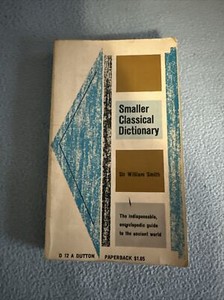 Smaller
Classical
Dictionary
Sir William Smith
The indispensable,
encyclopedic guide
to the ancient world
D 12 A DUTTON PAPERBACK $1.65